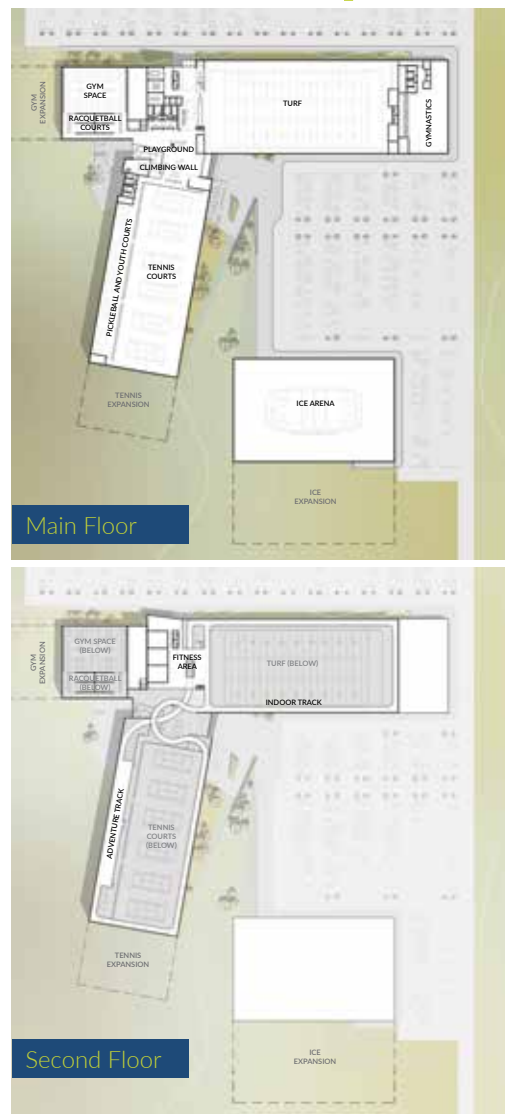 GYM
EXPANSION
GYM
SPACE
RACQUETBALL
COURTS
TURF
GYMNASTICS
PLAYGROUND
CLIMBING WALL
PICKLEBALL AND YOUTH COURTS
TENNIS
COURTS
TENNIS
EXPANSION
ICE ARENA
ICE
EXPANSION
Main Floor
GYM
EXPANSION
GYM SPACE
(BELOW)
RACQUETBALL
(BELOW)
FITNESS
AREA
TURF (BELOW)
INDOOR TRACK
ADVENTURE TRACK
TENNIS
COURTS
(BELOW)
TENNIS
EXPANSION
ICE
EXPANSION
Second Floor